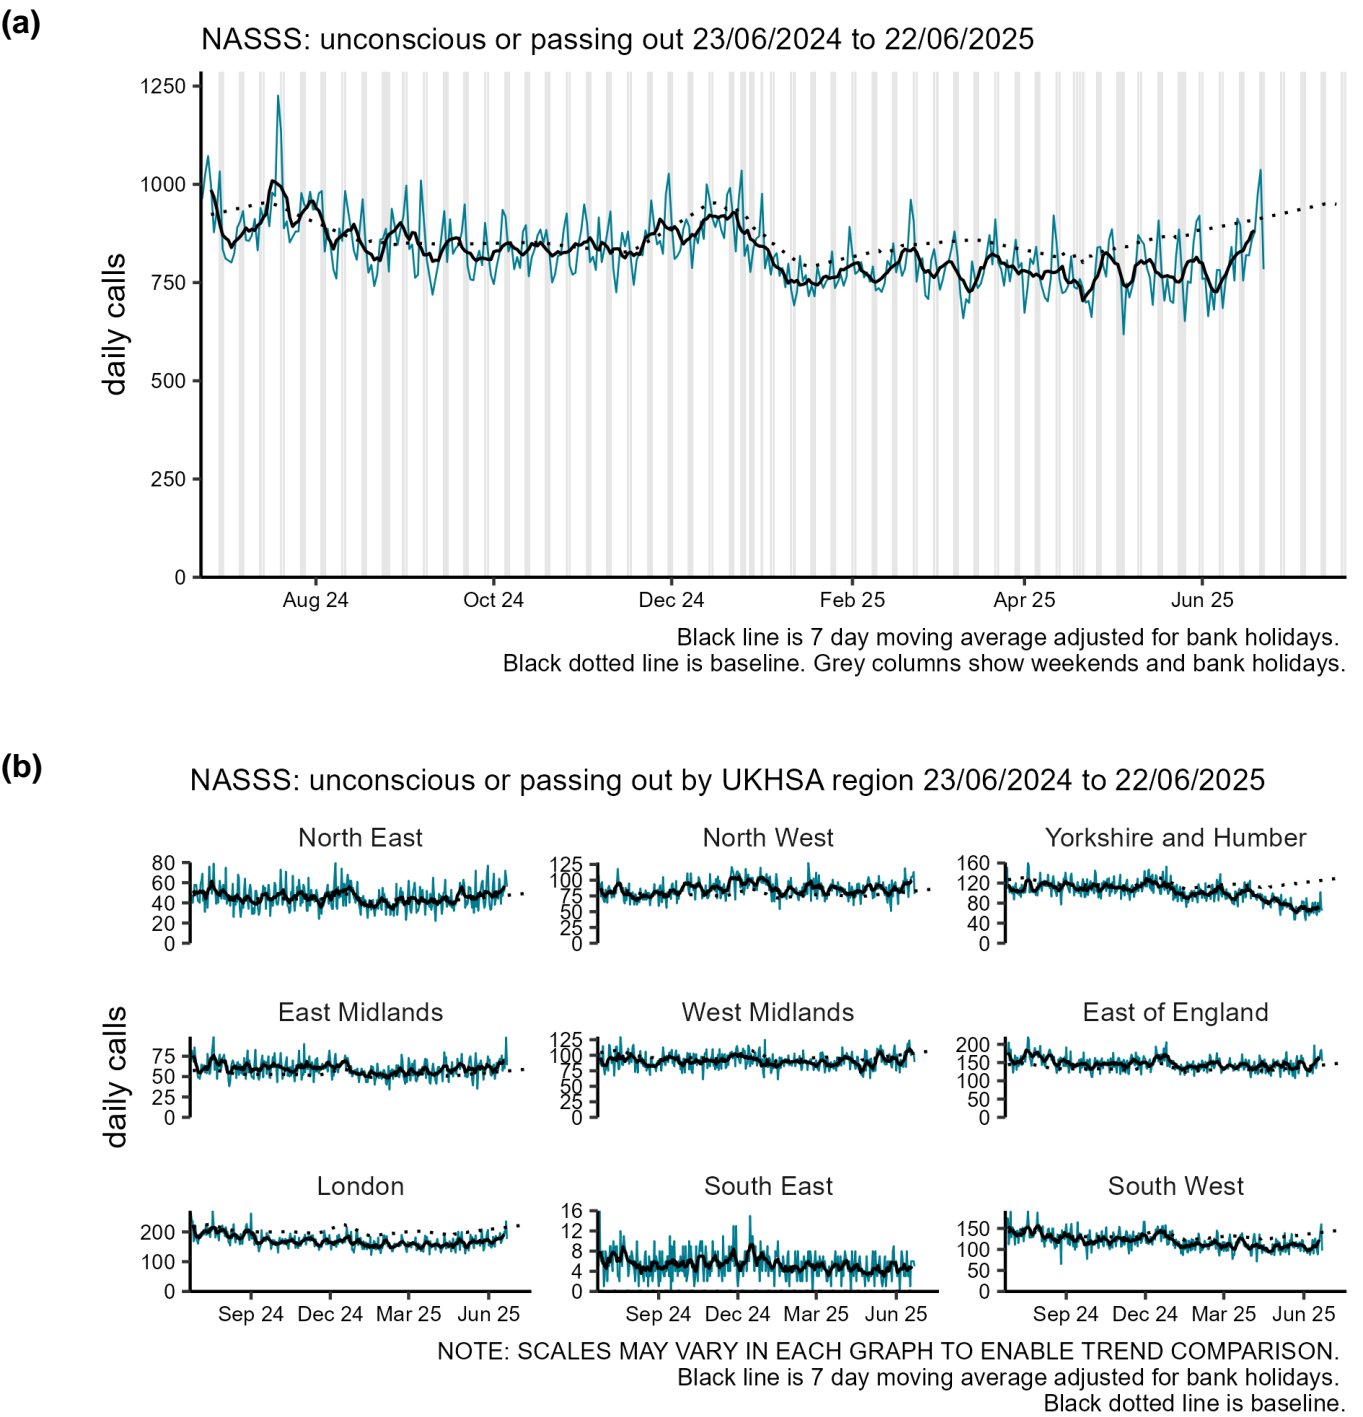 (a)
NASSS: unconscious or passing out 23/06/2024 to 22/06/2025
daily calls
1250
1000
750
500
250
0
Aug 24 Oct 24 Dec 24 Feb 25 Apr 25 Jun 25
Black line is 7 day moving average adjusted for bank holidays.
Black dotted line is baseline. Grey columns show weekends and bank holidays.
(b)
NASSS: unconscious or passing out by UKHSA region 23/06/2024 to 22/06/2025
daily calls
North East
80
60
40
20
0
North West
125
100
75
50
25
0
Yorkshire and Humber
160
120
80
40
0
East Midlands
75
50
25
0
West Midlands
125
100
75
50
25
0
East of England
200
150
100
50
0
London
200
100
0
Sep 24 Dec 24 Mar 25 Jun 25
South East
16
12
8
4
0
Sep 24 Dec 24 Mar 25 Jun 25
South West
150
100
50
0
Sep 24 Dec 24 Mar 25 Jun 25
NOTE: SCALES MAY VARY IN EACH GRAPH TO ENABLE TREND COMPARISON.
Black line is 7 day moving average adjusted for bank holidays.
Black dotted line is baseline.